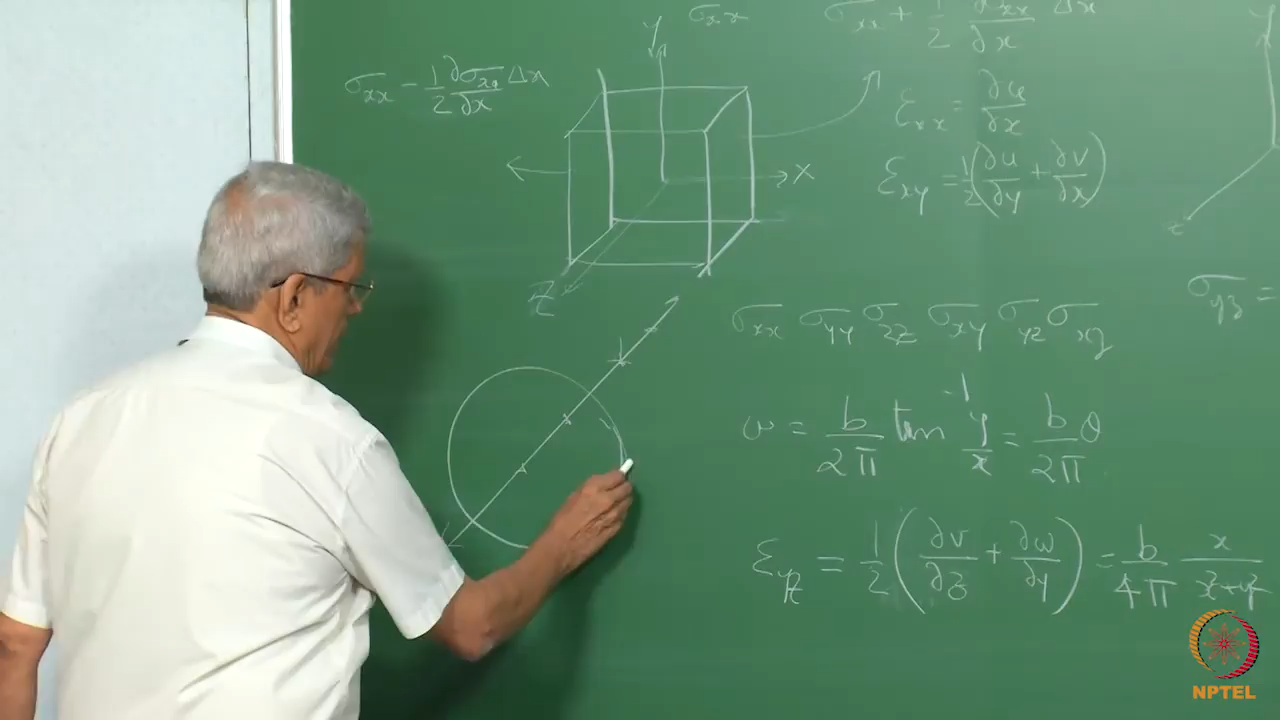 σxx
σxx + 1/2 ∂σxx/∂x Δx
Y
Y
σxx − 1/2 ∂σxx/∂x Δx
εxx = ∂u/∂x
X
εxy = 1/2(∂u/∂y + ∂v/∂x)
z
Z
σyz =
σxx σyy σzz σxy σyz σxz
ω = b/2π tan⁻¹ y/x = b/2π θ
εyz = 1/2(∂v/∂z + ∂ω/∂y) = b/4π x/x²+y²
NPTEL